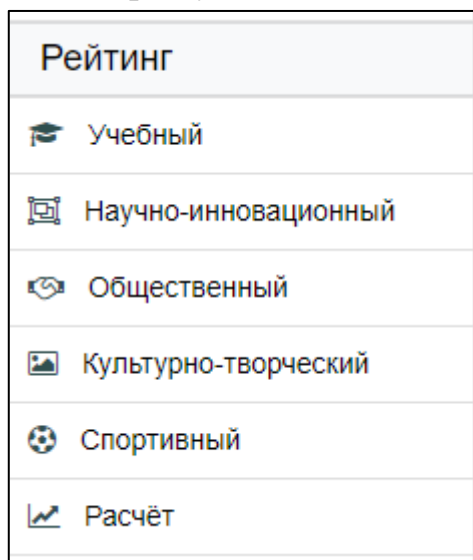 Рейтинг
Учебный
Научно-инновационный
Общественный
Культурно-творческий
Спортивный
Расчёт